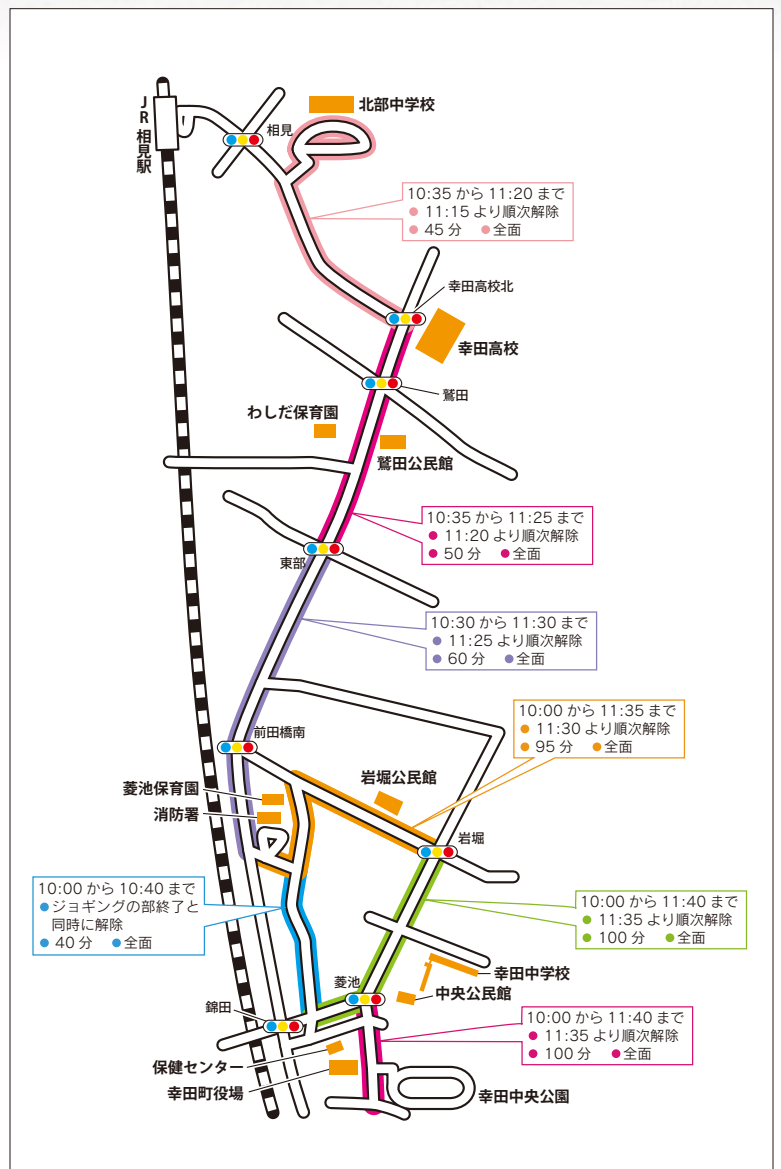 北部中学校
JR相見駅
相見
10:35 から 11:20 まで
● 11:15 より順次解除
● 45 分 ●全面
幸田高校北
幸田高校
鷲田
わしだ保育園
鷲田公民館
10:35 から 11:25 まで
● 11:20 より順次解除
● 50 分 ●全面
東部
10:30 から 11:30 まで
● 11:25 より順次解除
● 60 分 ●全面
10:00 から 11:35 まで
● 11:30 より順次解除
● 95 分 ●全面
前田橋南
岩堀公民館
菱池保育園
消防署
岩堀
10:00 から 10:40 まで
●ジョギングの部終了と
同時に解除
● 40 分 ●全面
10:00 から 11:40 まで
● 11:35 より順次解除
● 100 分 ●全面
幸田中学校
菱池
中央公民館
錦田
10:00 から 11:40 まで
● 11:35 より順次解除
● 100 分 ●全面
保健センター
幸田町役場
幸田中央公園